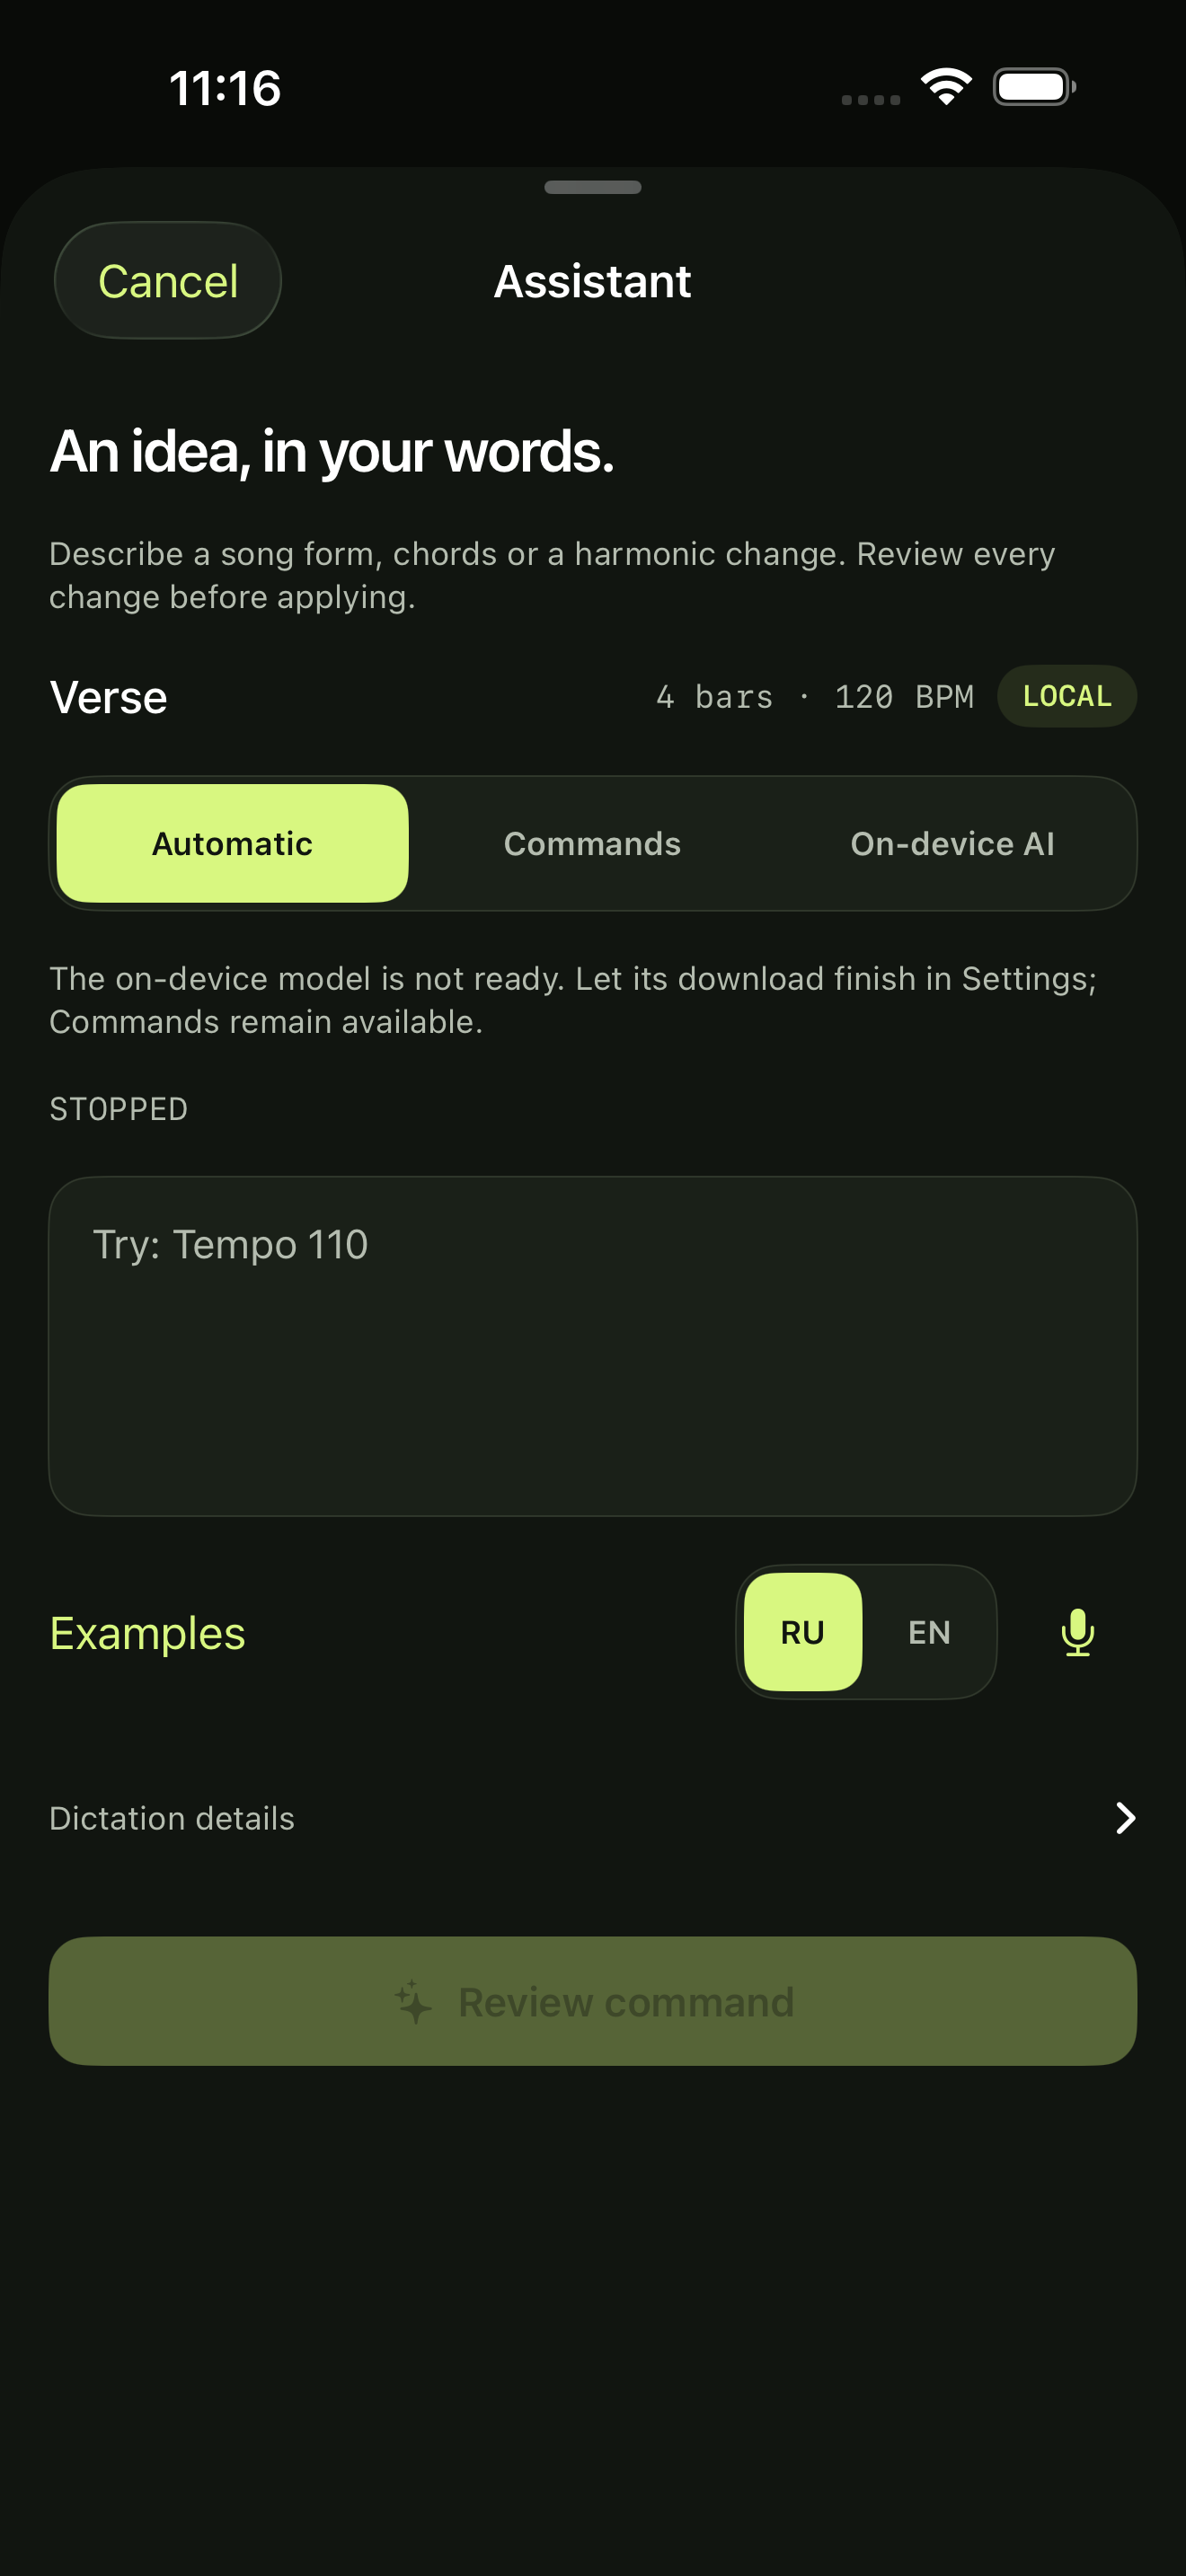 11:16
Cancel
Assistant
An idea, in your words.
Describe a song form, chords or a harmonic change. Review every
change before applying.
Verse
4 bars · 120 BPM
LOCAL
Automatic
Commands
On-device AI
The on-device model is not ready. Let its download finish in Settings;
Commands remain available.
STOPPED
Try: Tempo 110
Examples
RU
EN
Dictation details
Review command